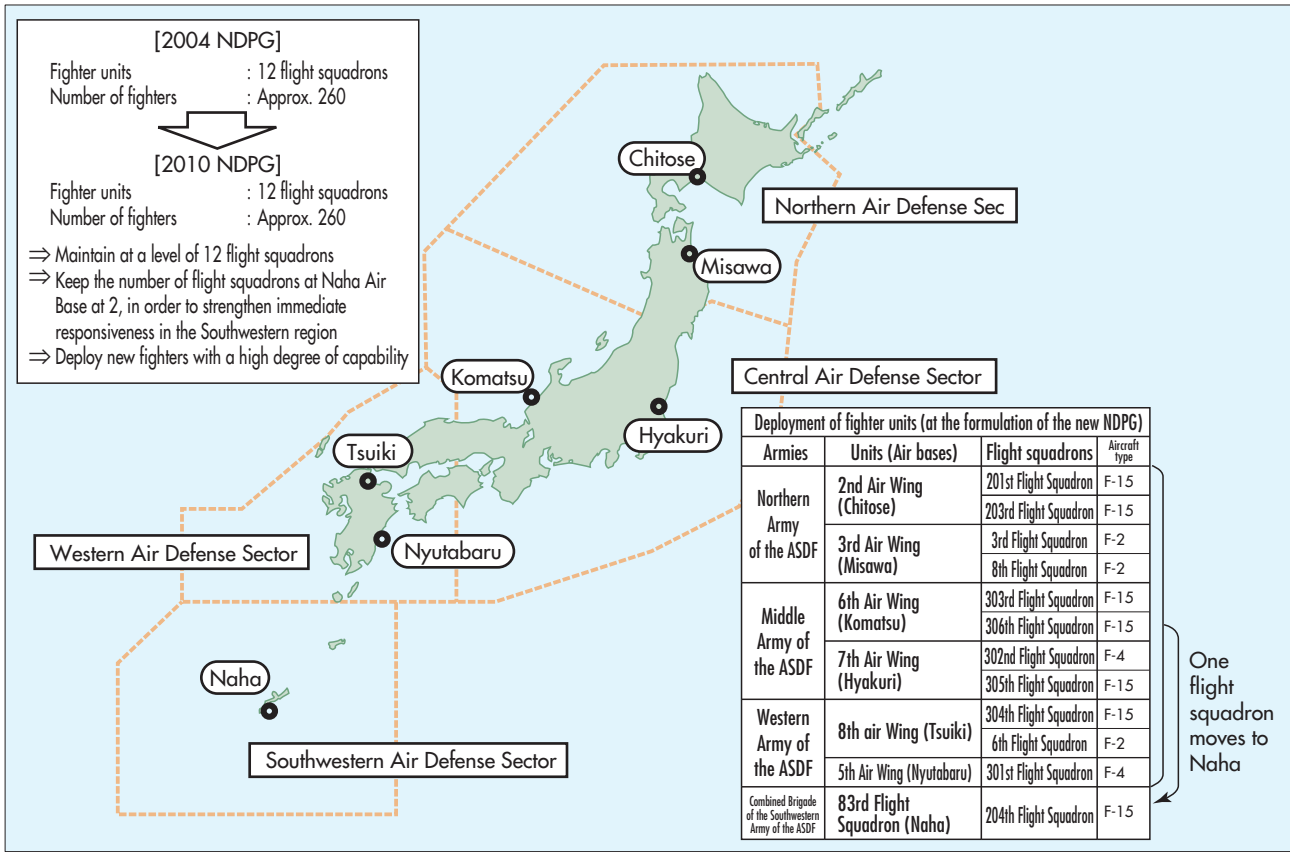 [2004 NDPG]
Fighter units : 12 flight squadrons
Number of fighters : Approx. 260
[2010 NDPG]
Fighter units : 12 flight squadrons
Number of fighters : Approx. 260
⇒ Maintain at a level of 12 flight squadrons
⇒ Keep the number of flight squadrons at Naha Air
Base at 2, in order to strengthen immediate
responsiveness in the Southwestern region
⇒ Deploy new fighters with a high degree of capability
Chitose
Northern Air Defense Sec
Misawa
Komatsu
Central Air Defense Sector
Hyakuri
Tsuiki
Western Air Defense Sector
Nyutabaru
Naha
Southwestern Air Defense Sector
Deployment of fighter units (at the formulation of the new NDPG)
Armies Units (Air bases) Flight squadrons Aircraft
type
Northern
Army
of the ASDF
2nd Air Wing
(Chitose)
201st Flight Squadron F-15
203rd Flight Squadron F-15
3rd Air Wing
(Misawa)
3rd Flight Squadron F-2
8th Flight Squadron F-2
Middle
Army of
the ASDF
6th Air Wing
(Komatsu)
303rd Flight Squadron F-15
306th Flight Squadron F-15
7th Air Wing
(Hyakuri)
302nd Flight Squadron F-4
305th Flight Squadron F-15
Western
Army of
the ASDF
8th air Wing (Tsuiki)
304th Flight Squadron F-15
6th Flight Squadron F-2
5th Air Wing (Nyutabaru) 301st Flight Squadron F-4
Combined Brigade
of the Southwestern
Army of the ASDF
83rd Flight
Squadron (Naha)
204th Flight Squadron F-15
One
flight
squadron
moves to
Naha